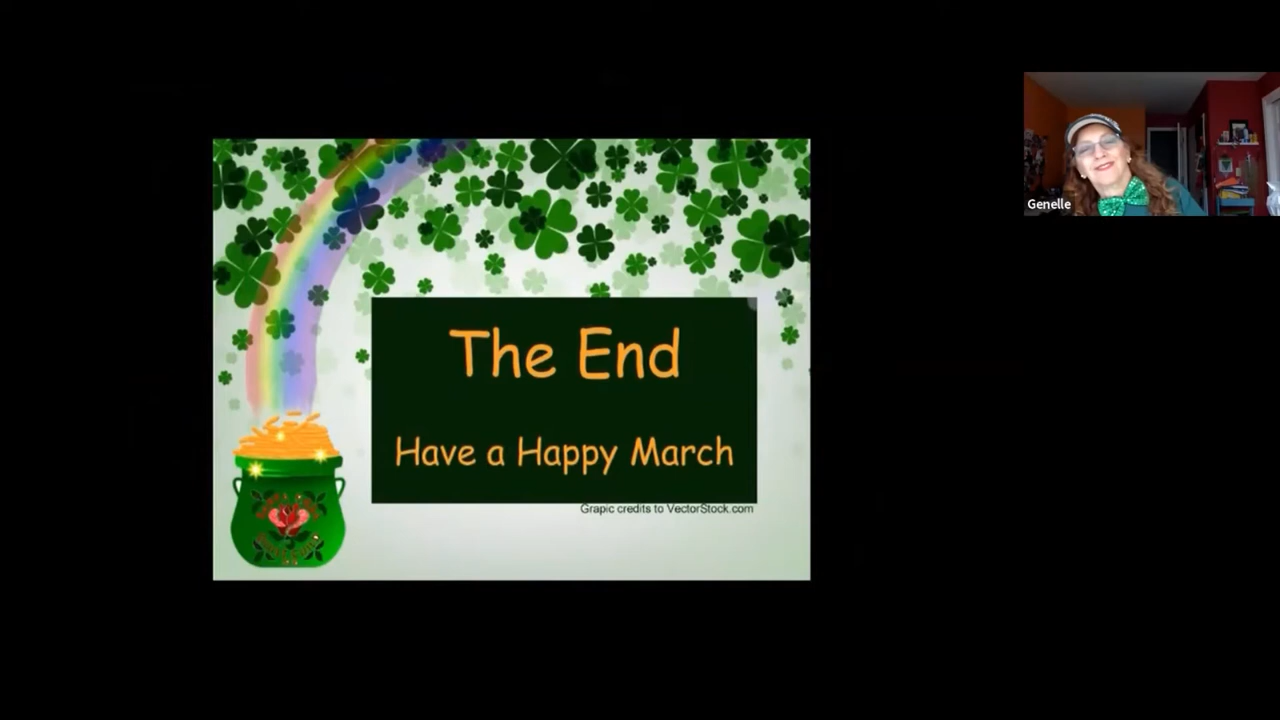 The End
Have a Happy March
Grapic credits to VectorStock.com
Genelle